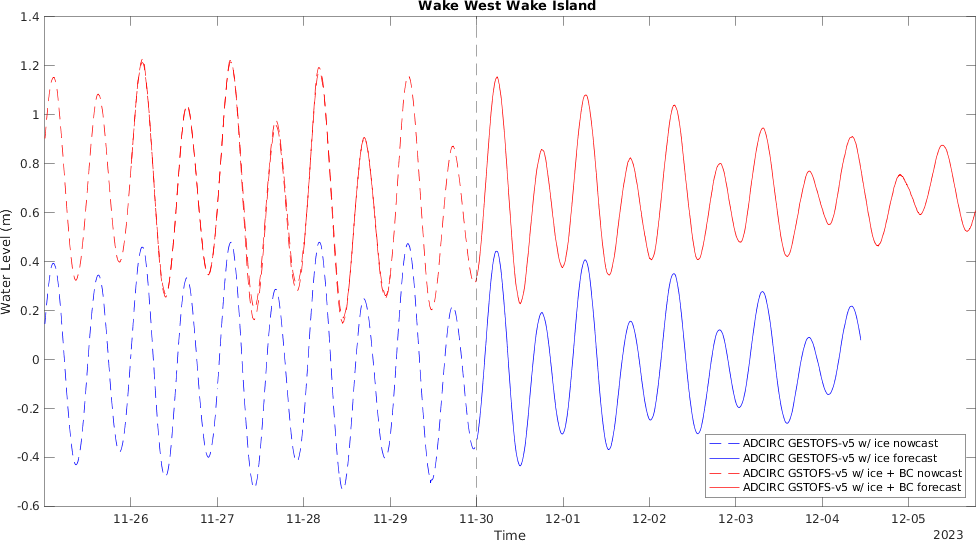 Wake West Wake Island
1.4
1.2
1
0.8
0.6
0.4
0.2
0
-0.2
-0.4
-0.6
Water Level (m)
11-26 11-27 11-28 11-29 11-30 12-01 12-02 12-03 12-04 12-05
Time
2023
ADCIRC GESTOFS-v5 w/ ice nowcast
ADCIRC GESTOFS-v5 w/ ice forecast
ADCIRC GSTOFS-v5 w/ ice + BC nowcast
ADCIRC GSTOFS-v5 w/ ice + BC forecast